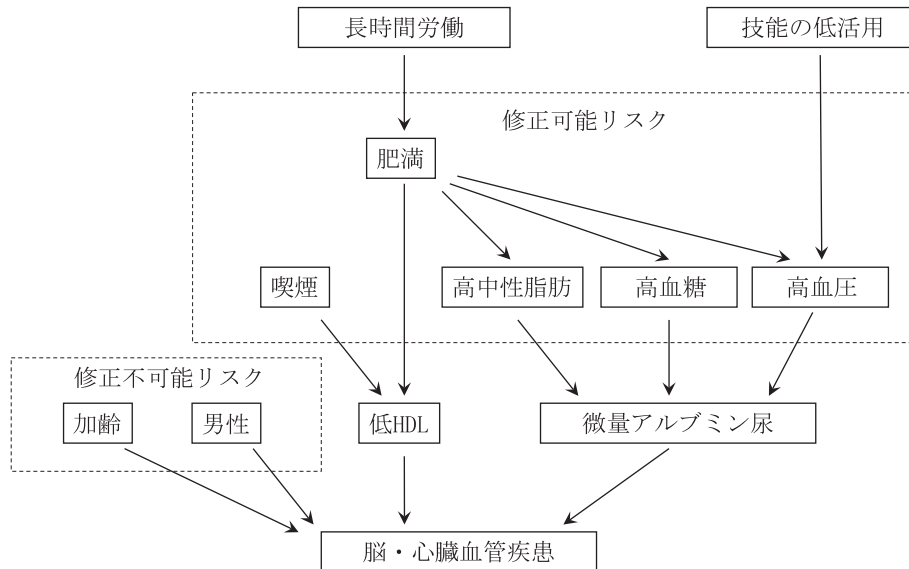 長時間労働
技能の低活用
修正可能リスク
肥満
喫煙
高中性脂肪
高血糖
高血圧
修正不可能リスク
加齢
男性
低HDL
微量アルブミン尿
脳・心臓血管疾患